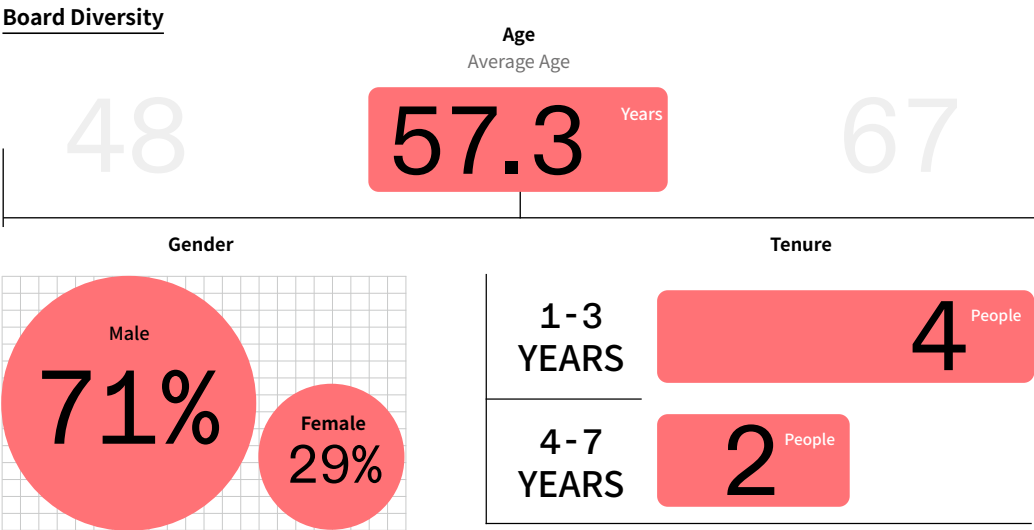 Board Diversity
Age
Average Age
48
57.3 Years
67
Gender
Tenure
Male
71%
Female
29%
1-3
YEARS
4 People
4-7
YEARS
2 People